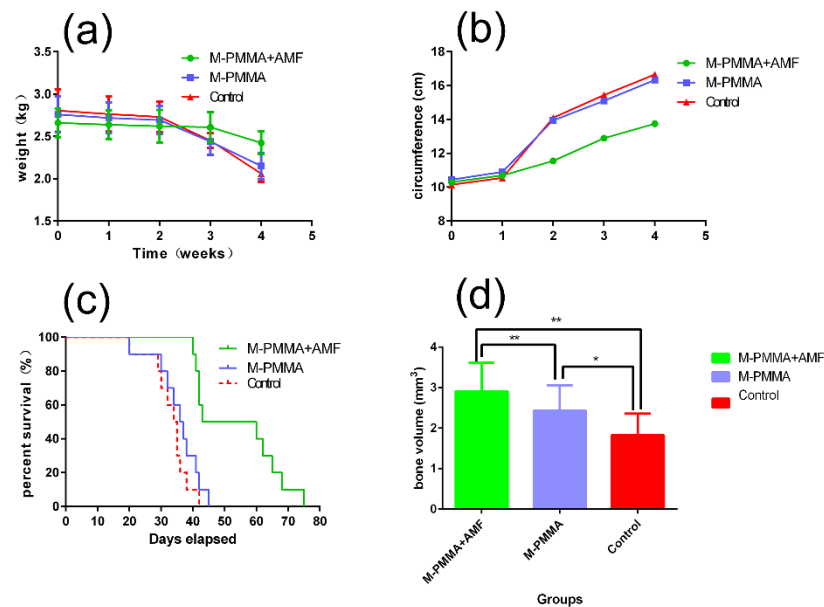 (a)
M-PMMA+AMF
M-PMMA
Control
weight (kg)
3.5
3.0
2.5
2.0
1.5
0 1 2 3 4 5
Time (weeks)
(b)
M-PMMA+AMF
M-PMMA
Control
circumference (cm)
18
16
14
12
10
8
0 1 2 3 4 5
(c)
M-PMMA+AMF
M-PMMA
Control
percent survival (%)
100
80
60
40
20
0
0 10 20 30 40 50 60 70 80
Days elapsed
(d)
**
**
*
M-PMMA+AMF
M-PMMA
Control
bone volume (mm³)
4
3
2
1
0
M-PMMA+AMF
M-PMMA
Control
Groups